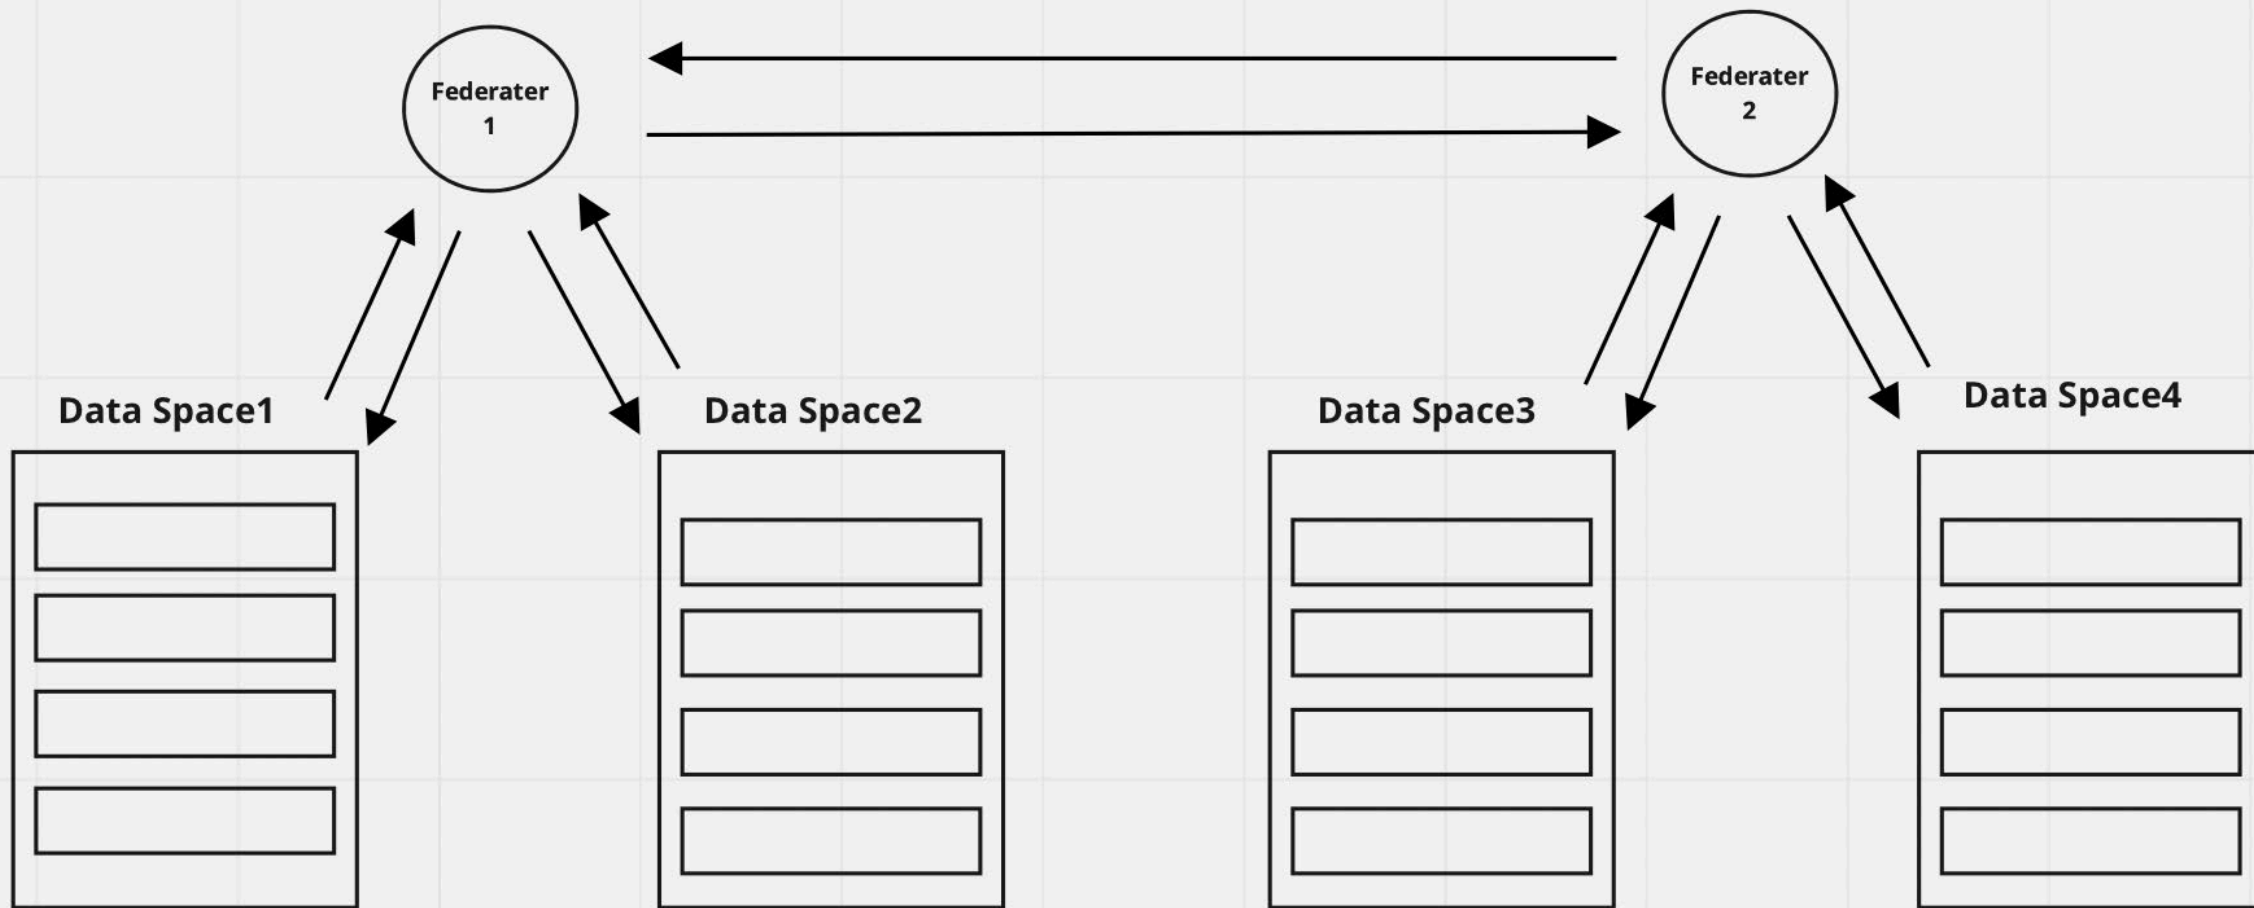 Federater
1
Federater
2
Data Space1
Data Space2
Data Space3
Data Space4